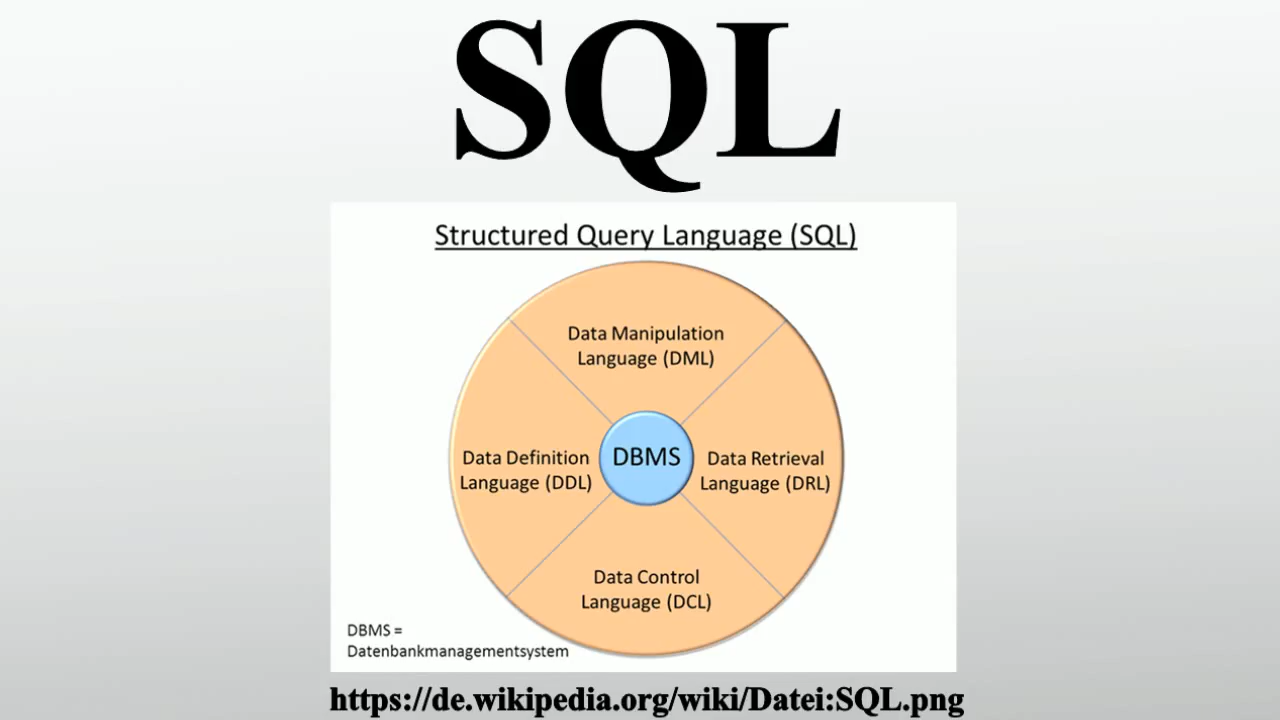 SQL
Structured Query Language (SQL)
Data Manipulation
Language (DML)
Data Definition
Language (DDL)
DBMS
Data Retrieval
Language (DRL)
Data Control
Language (DCL)
DBMS =
Datenbankmanagementsystem
https://de.wikipedia.org/wiki/Datei:SQL.png